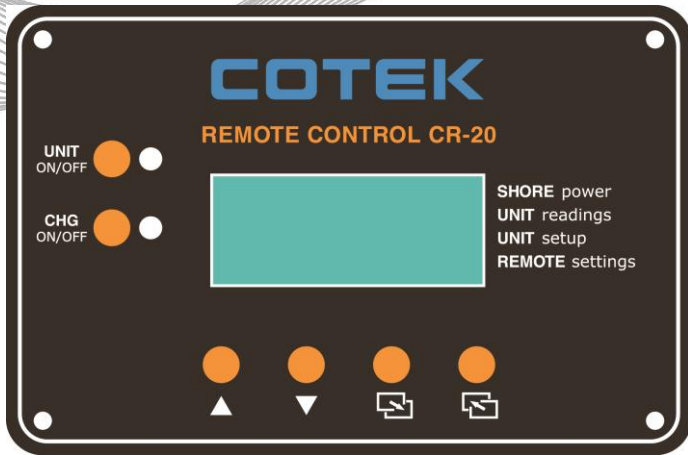 COTEK
REMOTE CONTROL CR-20
UNIT
ON/OFF
CHG
ON/OFF
SHORE power
UNIT readings
UNIT setup
REMOTE settings